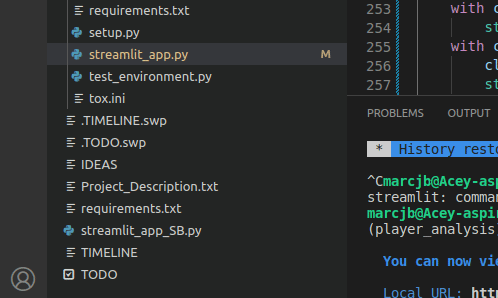 requirements.txt
setup.py
streamlit_app.py M
test_environment.py
tox.ini
.TIMELINE.swp
.TODO.swp
IDEAS
Project_Description.txt
requirements.txt
streamlit_app_SB.py
TIMELINE
TODO
253 with
254 st
255 with
256 cl
257 st
PROBLEMS OUTPUT
* History resto
^Cmarcjb@Acey-aspi
streamlit: comman
marcjb@Acey-aspir
(player_analysis
You can now vie
Local URL: htt